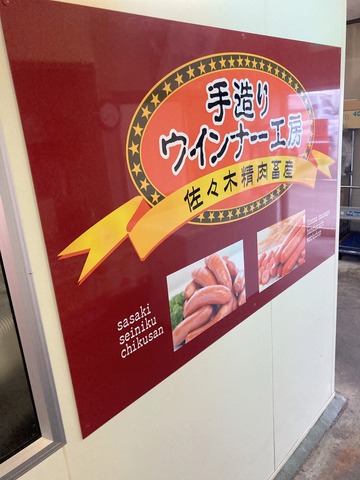 手造り
ウインナー工房
佐々木精肉畜産
sasaki
seiniku
chikusan